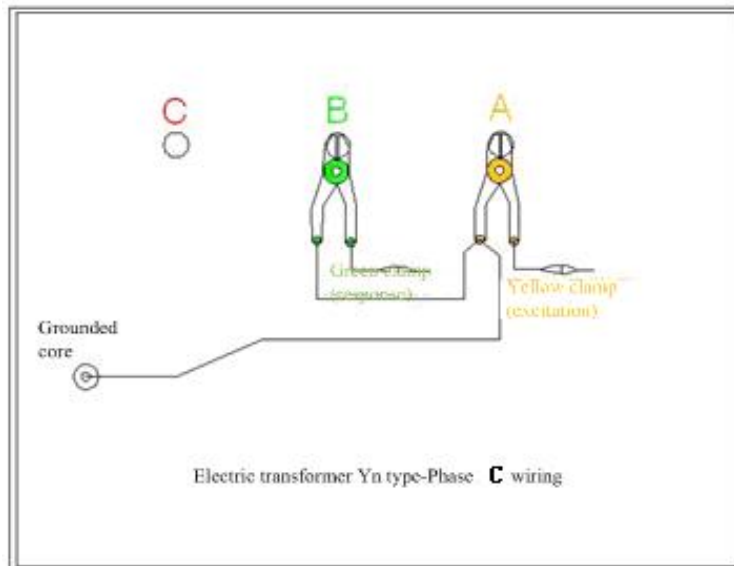 C B A
Green clamp
(response)
Yellow clamp
(excitation)
Grounded
core
Electric transformer Yn type-Phase C wiring